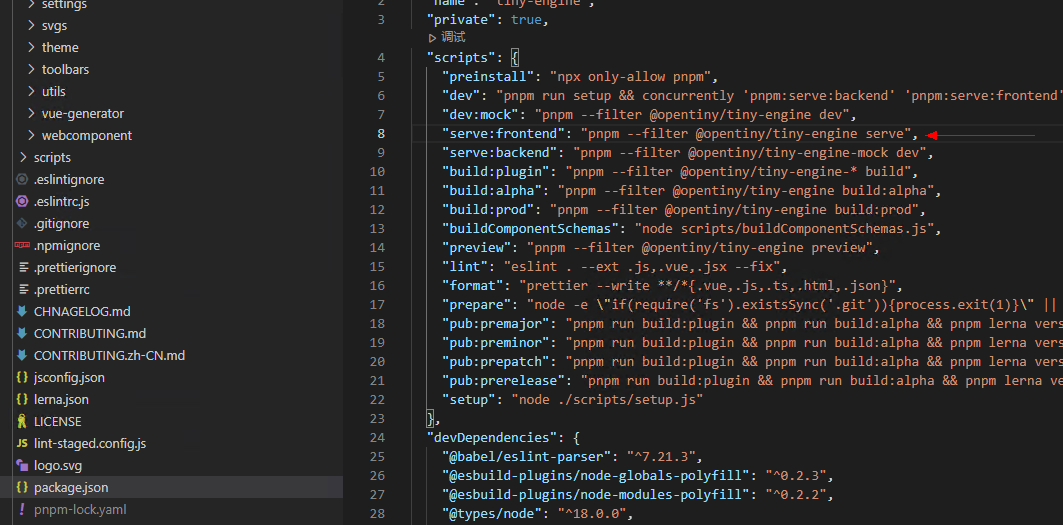 settings
svgs
theme
toolbars
utils
vue-generator
webcomponent
scripts
.eslintignore
.eslintrc.js
.gitignore
.npmignore
.prettierignore
.prettierrc
CHNAGELOG.md
CONTRIBUTING.md
CONTRIBUTING.zh-CN.md
jsconfig.json
lerna.json
LICENSE
lint-staged.config.js
logo.svg
package.json
pnpm-lock.yaml
2 "name": "tiny-engine",
3 "private": true,
调试
4 "scripts": {
5 "preinstall": "npx only-allow pnpm",
6 "dev": "pnpm run setup && concurrently 'pnpm:serve:backend' 'pnpm:serve:frontend'
7 "dev:mock": "pnpm --filter @opentiny/tiny-engine dev",
8 "serve:frontend": "pnpm --filter @opentiny/tiny-engine serve",
9 "serve:backend": "pnpm --filter @opentiny/tiny-engine-mock dev",
10 "build:plugin": "pnpm --filter @opentiny/tiny-engine-* build",
11 "build:alpha": "pnpm --filter @opentiny/tiny-engine build:alpha",
12 "build:prod": "pnpm --filter @opentiny/tiny-engine build:prod",
13 "buildComponentSchemas": "node scripts/buildComponentSchemas.js",
14 "preview": "pnpm --filter @opentiny/tiny-engine preview",
15 "lint": "eslint . --ext .js,.vue,.jsx --fix",
16 "format": "prettier --write **/*{.vue,.js,.ts,.html,.json}",
17 "prepare": "node -e \"if(require('fs').existsSync('.git')){process.exit(1)}\" ||
18 "pub:premajor": "pnpm run build:plugin && pnpm run build:alpha && pnpm lerna vers
19 "pub:preminor": "pnpm run build:plugin && pnpm run build:alpha && pnpm lerna vers
20 "pub:prepatch": "pnpm run build:plugin && pnpm run build:alpha && pnpm lerna vers
21 "pub:prerelease": "pnpm run build:plugin && pnpm run build:alpha && pnpm lerna ve
22 "setup": "node ./scripts/setup.js"
23 },
24 "devDependencies": {
25 "@babel/eslint-parser": "^7.21.3",
26 "@esbuild-plugins/node-globals-polyfill": "^0.2.3",
27 "@esbuild-plugins/node-modules-polyfill": "^0.2.2",
28 "@types/node": "^18.0.0",